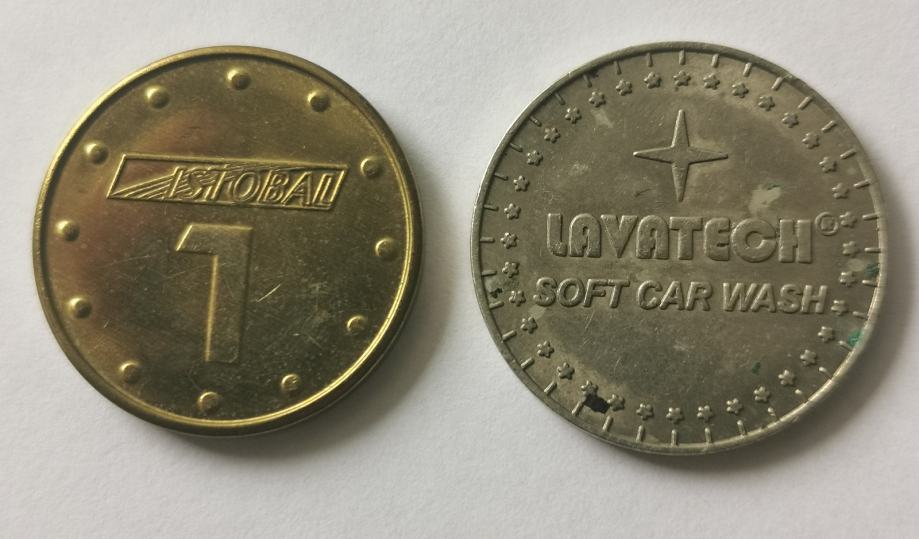 ISTOBAL
1
LAVATECH®
SOFT CAR WASH